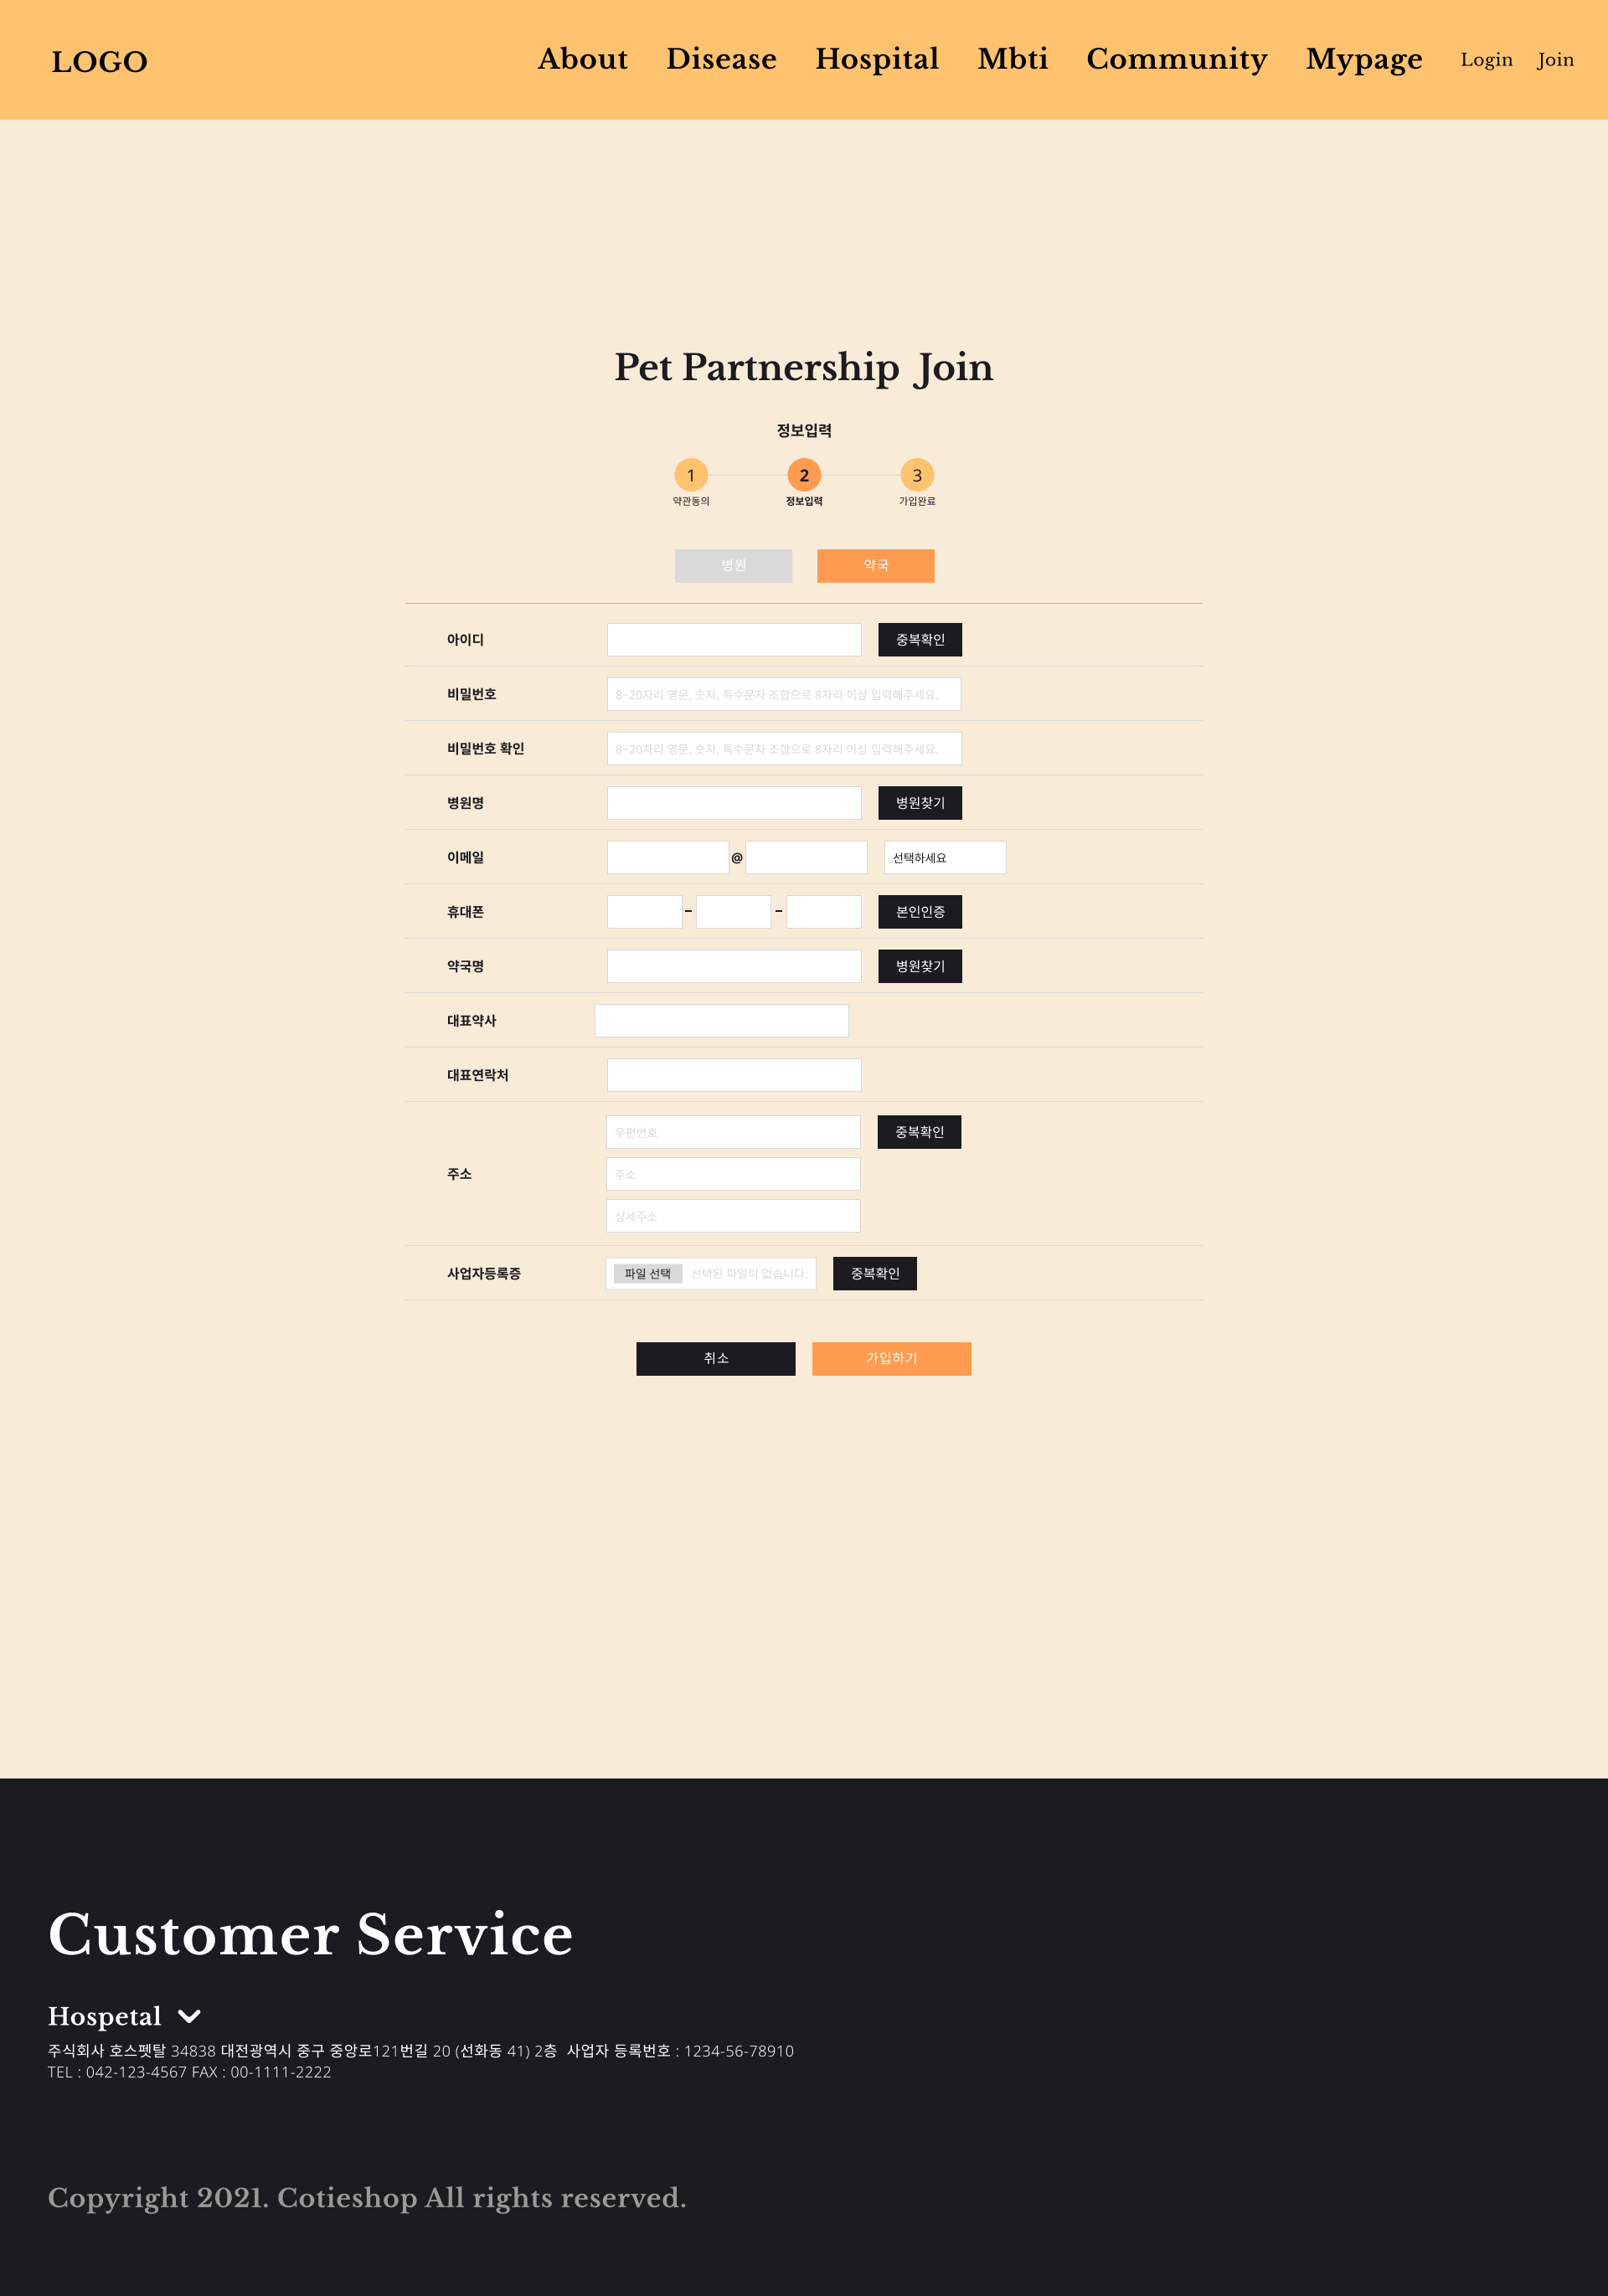 LOGO About Disease Hospital Mbti Community Mypage Login Join
Pet Partnership Join
정보입력
1 2 3
약관동의 정보입력 가입완료
병원 약국
아이디 중복확인
비밀번호 8~20자리 영문, 숫자, 특수문자 조합으로 8자리 이상 입력해주세요.
비밀번호 확인 8~20자리 영문, 숫자, 특수문자 조합으로 8자리 이상 입력해주세요.
병원명 병원찾기
이메일 @ 선택하세요
휴대폰 - - 본인인증
약국명 병원찾기
대표약사
대표연락처
우편번호 중복확인
주소 주소
상세주소
사업자등록증 파일 선택 선택된 파일이 없습니다. 중복확인
취소 가입하기
Customer Service
Hospetal
주식회사 호스펫탈 34838 대전광역시 중구 중앙로121번길 20 (선화동 41) 2층 사업자 등록번호 : 1234-56-78910
TEL : 042-123-4567 FAX : 00-1111-2222
Copyright 2021. Cotieshop All rights reserved.